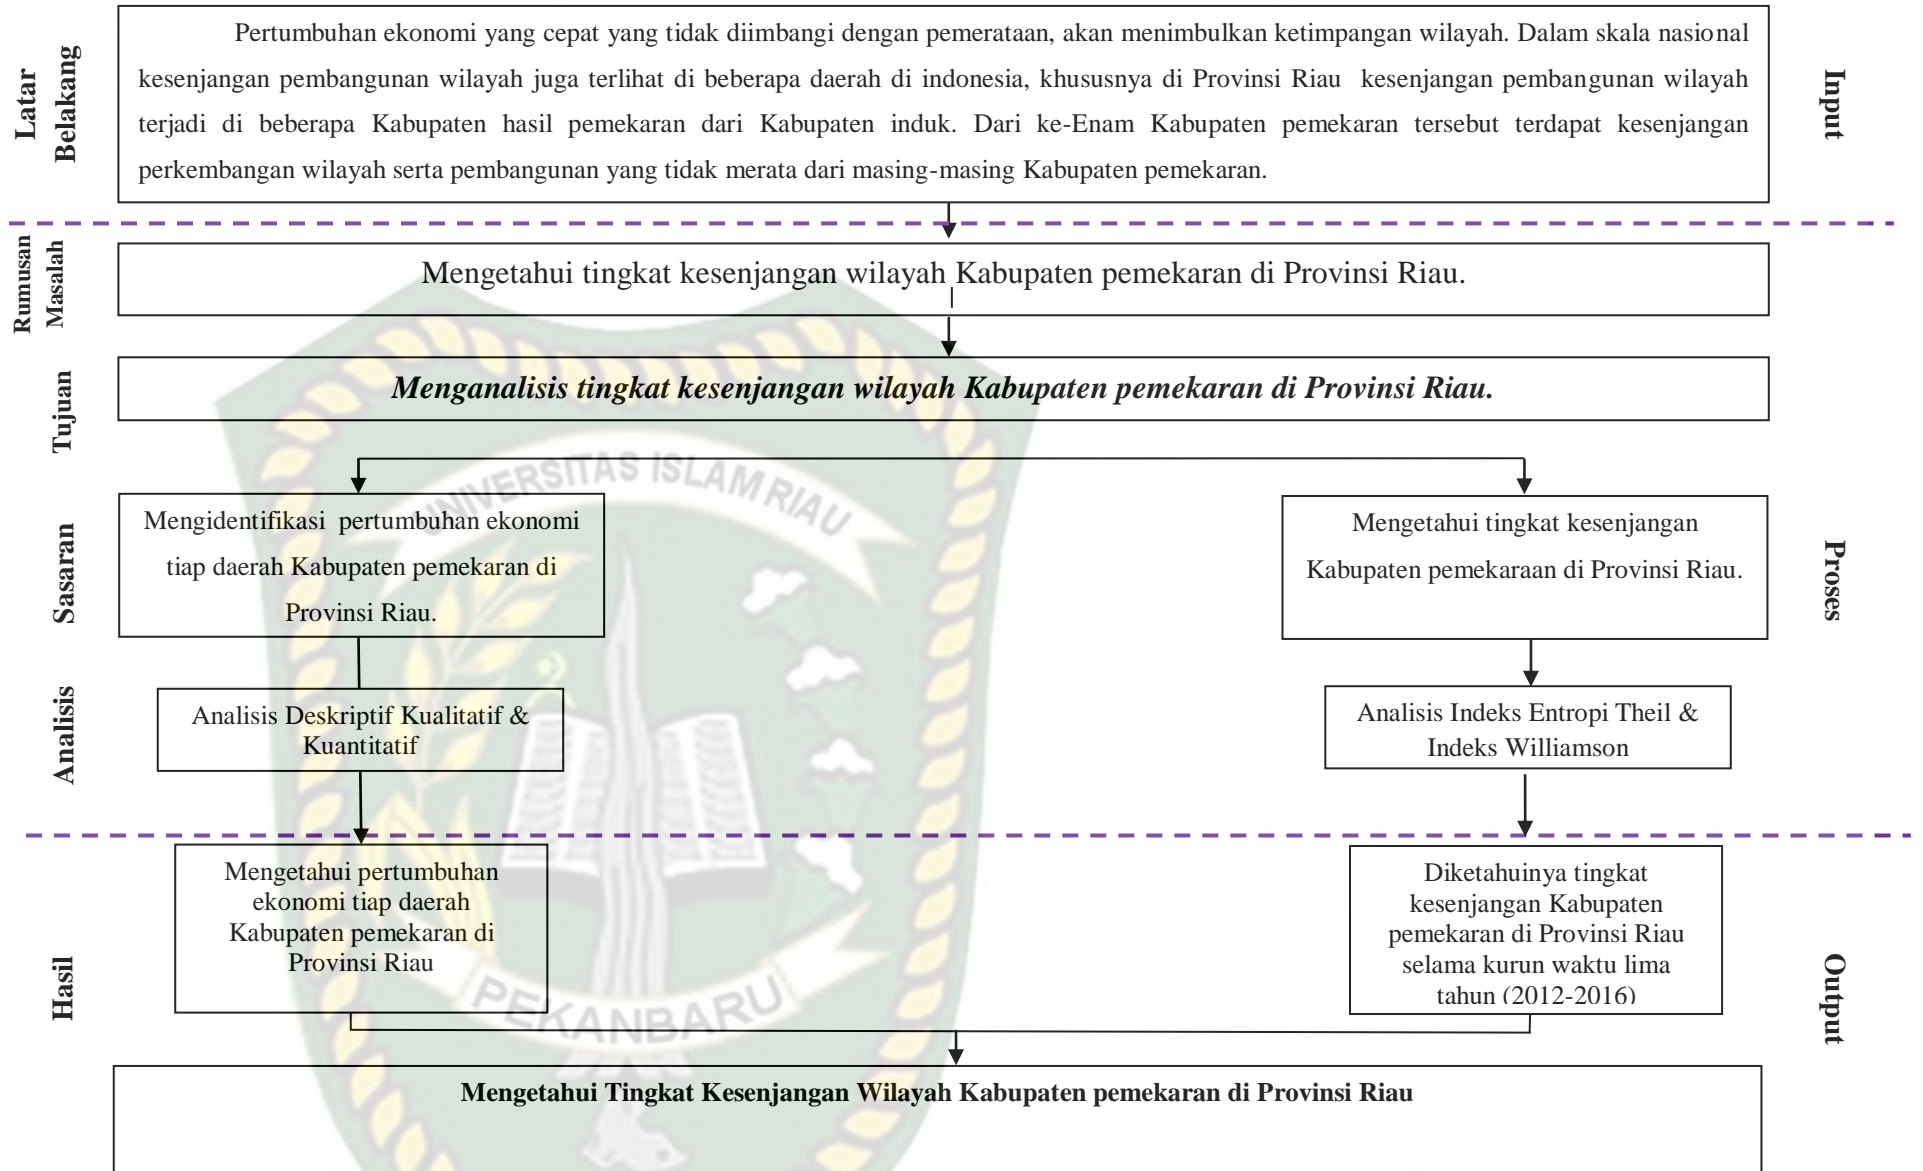 Latar
Belakang
Pertumbuhan ekonomi yang cepat yang tidak diimbangi dengan pemerataan, akan menimbulkan ketimpangan wilayah. Dalam skala nasional
kesenjangan pembangunan wilayah juga terlihat di beberapa daerah di indonesia, khususnya di Provinsi Riau kesenjangan pembangunan wilayah
terjadi di beberapa Kabupaten hasil pemekaran dari Kabupaten induk. Dari ke-Enam Kabupaten pemekaran tersebut terdapat kesenjangan
perkembangan wilayah serta pembangunan yang tidak merata dari masing-masing Kabupaten pemekaran.
Input
Rumusan
Masalah
Mengetahui tingkat kesenjangan wilayah Kabupaten pemekaran di Provinsi Riau.
Tujuan
Menganalisis tingkat kesenjangan wilayah Kabupaten pemekaran di Provinsi Riau.
UNIVERSITAS ISLAM RIAU
Sasaran
Mengidentifikasi pertumbuhan ekonomi
tiap daerah Kabupaten pemekaran di
Provinsi Riau.
Mengetahui tingkat kesenjangan
Kabupaten pemekaraan di Provinsi Riau.
Proses
Analisis
Analisis Deskriptif Kualitatif &
Kuantitatif
Analisis Indeks Entropi Theil &
Indeks Williamson
Hasil
Mengetahui pertumbuhan
ekonomi tiap daerah
Kabupaten pemekaran di
Provinsi Riau
Diketahuinya tingkat
kesenjangan Kabupaten
pemekaran di Provinsi Riau
selama kurun waktu lima
tahun (2012-2016)
Output
PEKANBARU
Mengetahui Tingkat Kesenjangan Wilayah Kabupaten pemekaran di Provinsi Riau